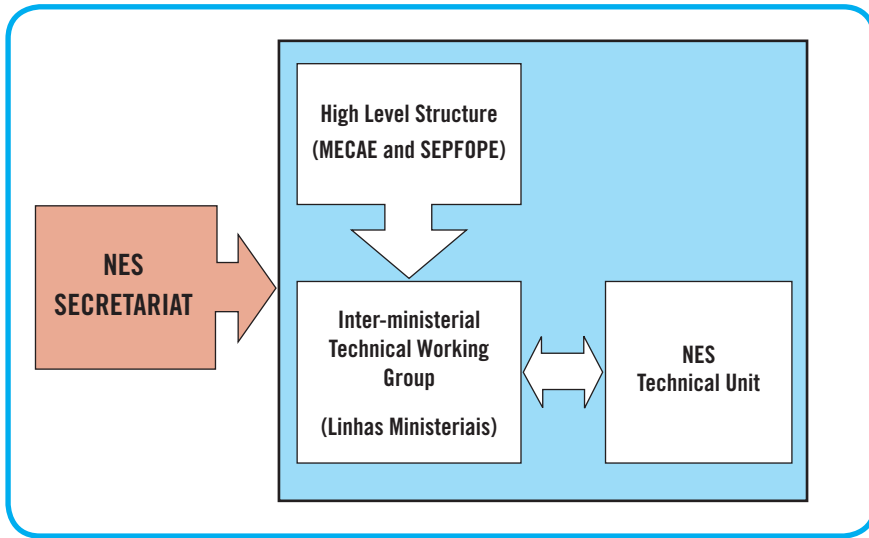 High Level Structure
(MECAE and SEPFOPE)
NES
SECRETARIAT
Inter-ministerial
Technical Working
Group
(Linhas Ministeriais)
NES
Technical Unit